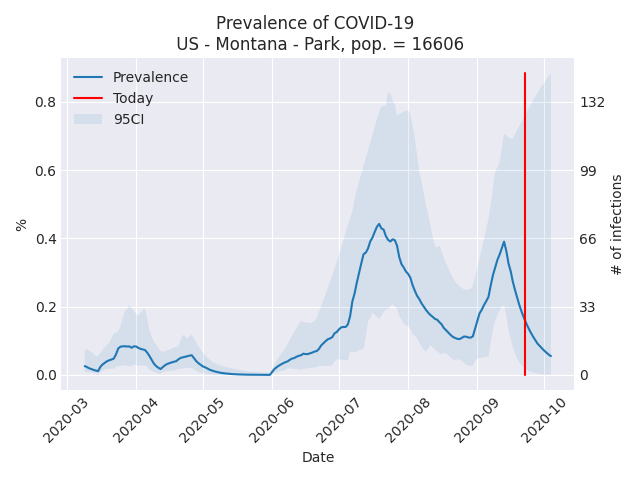 Prevalence of COVID-19
US - Montana - Park, pop. = 16606
Prevalence
Today
95CI
0.8
0.6
0.4
0.2
0.0
%
132
99
66
33
0
# of infections
2020-03
2020-04
2020-05
2020-06
2020-07
2020-08
2020-09
2020-10
Date